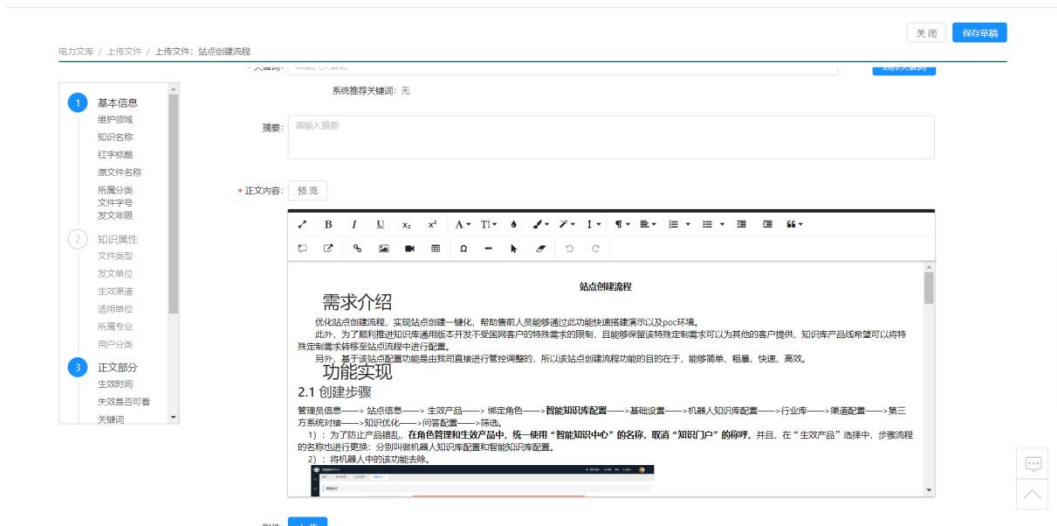 关 闭 保存草稿
电力文库 / 上传文件 / 上传文件：站点创建流程
系统推荐关键词：无
1 基本信息
维护领域
知识名称
红字标题
原文件名称
所属分类
文件字号
发文年限
2 知识属性
文件类型
发文单位
生效渠道
适用单位
所属专业
用户分类
3 正文部分
生效时间
失效是否可看
关键词
摘要： 请输入摘要
* 正文内容： 预 览
站点创建流程
需求介绍
优化站点创建流程，实现站点创建一键化，帮助售前人员能够通过此功能快速搭建演示以及poc环境。
此外，为了顺利推进知识库通用版本开发不受国网客户的特殊需求的限制，且能够保留该特殊定制需求可以为其他的客户提供，知识库产品线希望可以将特
殊定制需求转移至站点流程中进行配置。
另外，基于该站点配置功能是由我司直接进行管控调整的，所以该站点创建流程功能的目的在于，能够简单、粗暴、快速、高效。
功能实现
2.1 创建步骤
管理员信息——> 站点信息——> 生效产品——> 绑定角色——>智能知识库配置——>基础设置——>机器人知识库配置——>行业库——>渠道配置——>第三
方系统对接——>知识优化——>问答配置——>筛选。
1）：为了防止产品错乱，在角色管理和生效产品中，统一使用“智能知识中心”的名称，取消“知识门户”的称呼。并且，在“生效产品”选择中，步骤流程
的名称也进行更换：分别叫做机器人知识库配置和智能知识库配置。
2）：将机器人中的该功能去除。